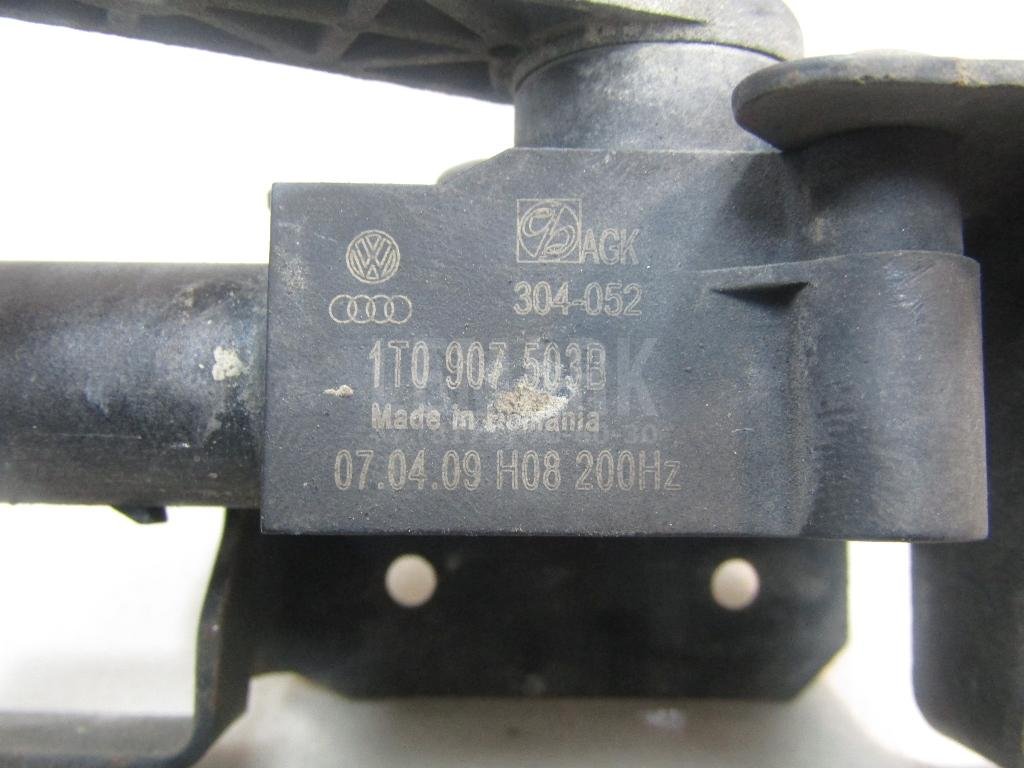 AGK
304-052
1T0 907 503B
Made in Romania
07.04.09 H08 200Hz